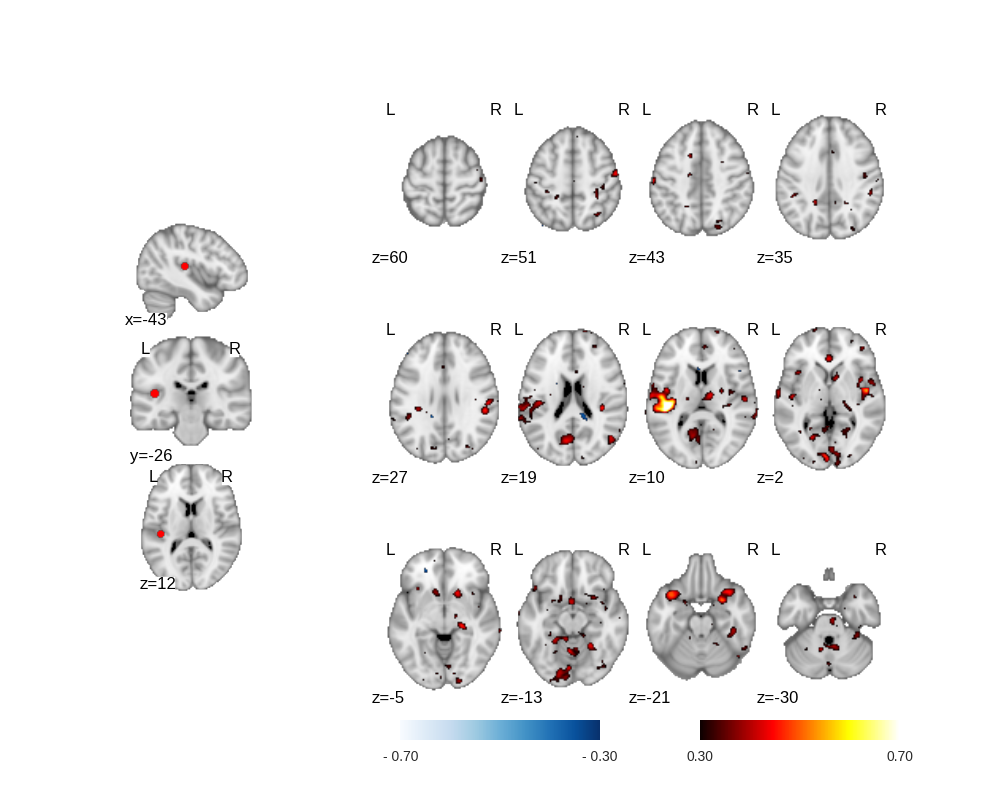 L R L R L R L R
z=60 z=51 z=43 z=35
x=-43
L R
y=-26
L R
z=12
L R L R L R L R
z=27 z=19 z=10 z=2
L R L R L R L R
z=-5 z=-13 z=-21 z=-30
- 0.70 - 0.30 0.30 0.70